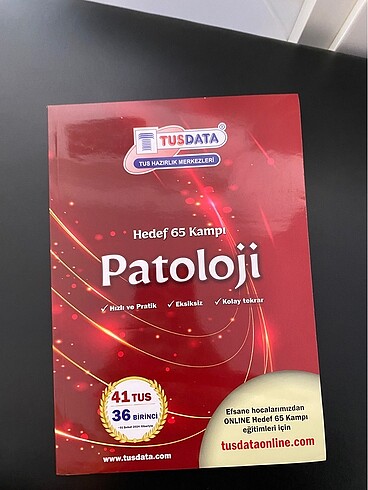 TUSDATA®
TUS HAZIRLIK MERKEZLERİ
Hedef 65 Kampı
Patoloji
✓ Hızlı ve Pratik ✓ Eksiksiz ✓ Kolay tekrar
41 TUS
36 BİRİNCİ
www.tusdata.com
Efsane hocalarımızdan
ONLINE Hedef 65 Kampı
eğitimleri için
tusdataonline.com